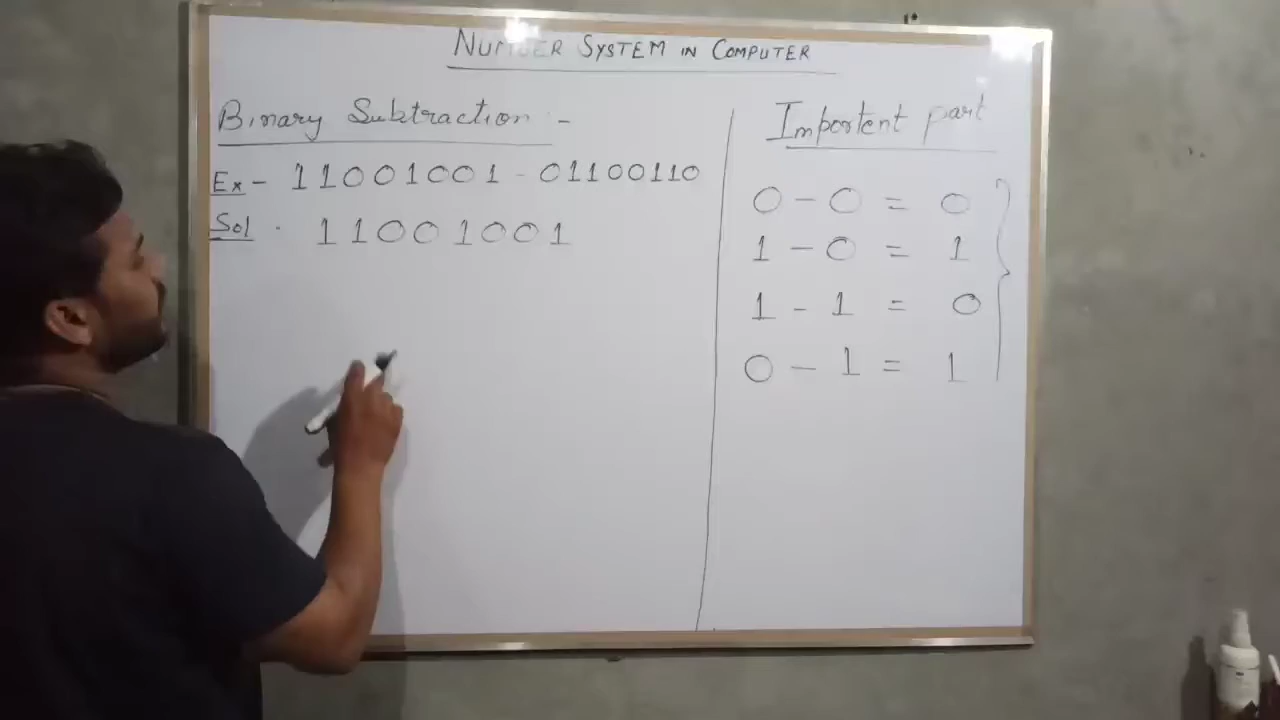 NUMBER SYSTEM IN COMPUTER
Binary Subtraction :-
Ex - 11001001 - 01100110
Sol . 11001001
Importent part
0 - 0 = 0
1 - 0 = 1
1 - 1 = 0
0 - 1 = 1